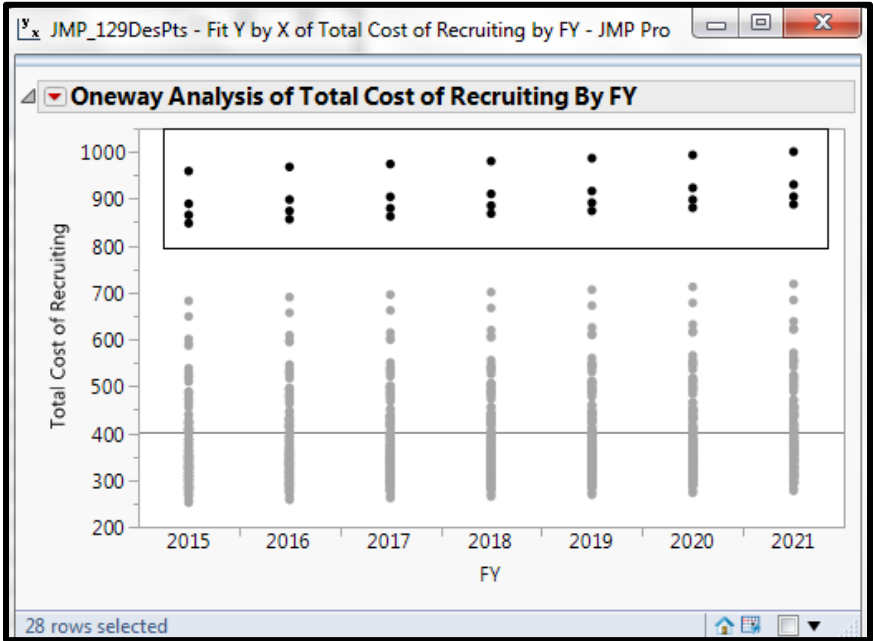 JMP_129DesPts - Fit Y by X of Total Cost of Recruiting by FY - JMP Pro
Oneway Analysis of Total Cost of Recruiting By FY
Total Cost of Recruiting
1000
900
800
700
600
500
400
300
200
2015 2016 2017 2018 2019 2020 2021
FY
28 rows selected